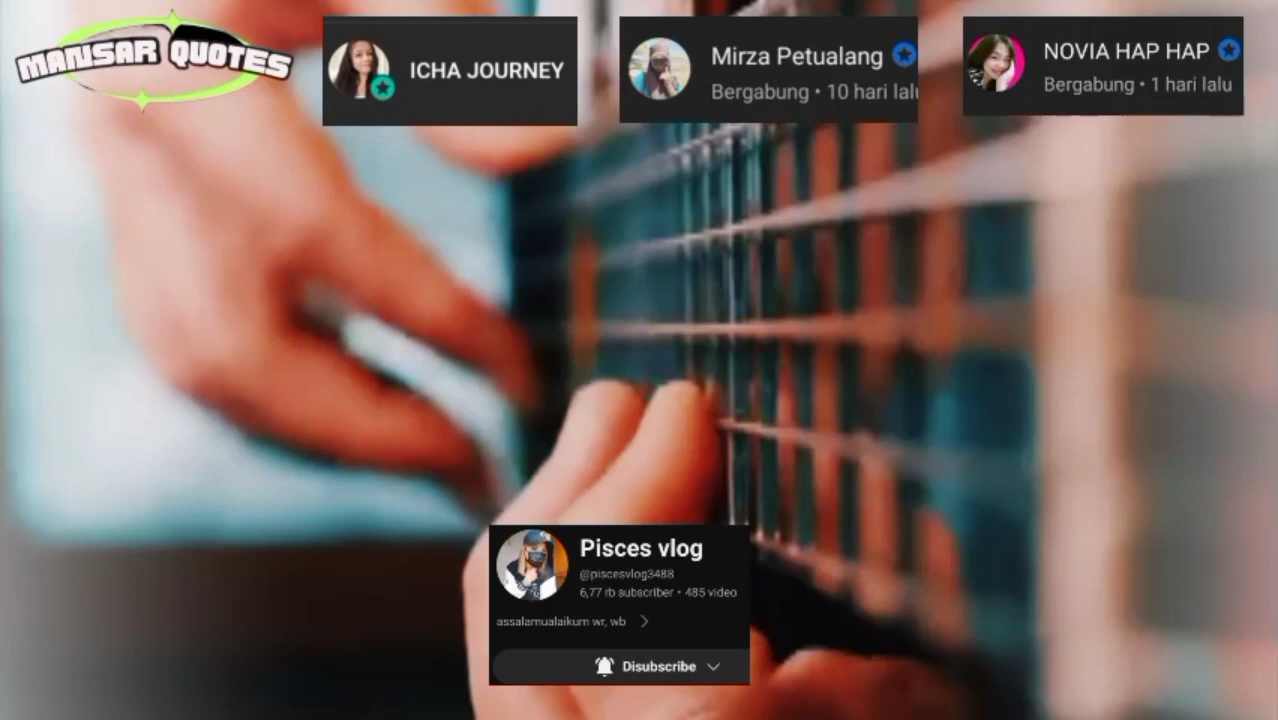 MANSAR QUOTES
ICHA JOURNEY
Mirza Petualang
Bergabung • 10 hari lalu
NOVIA HAP HAP
Bergabung • 1 hari lalu
Pisces vlog
@piscesvlog3488
6,77 rb subscriber • 485 video
assalamualaikum wr, wb
Disubscribe